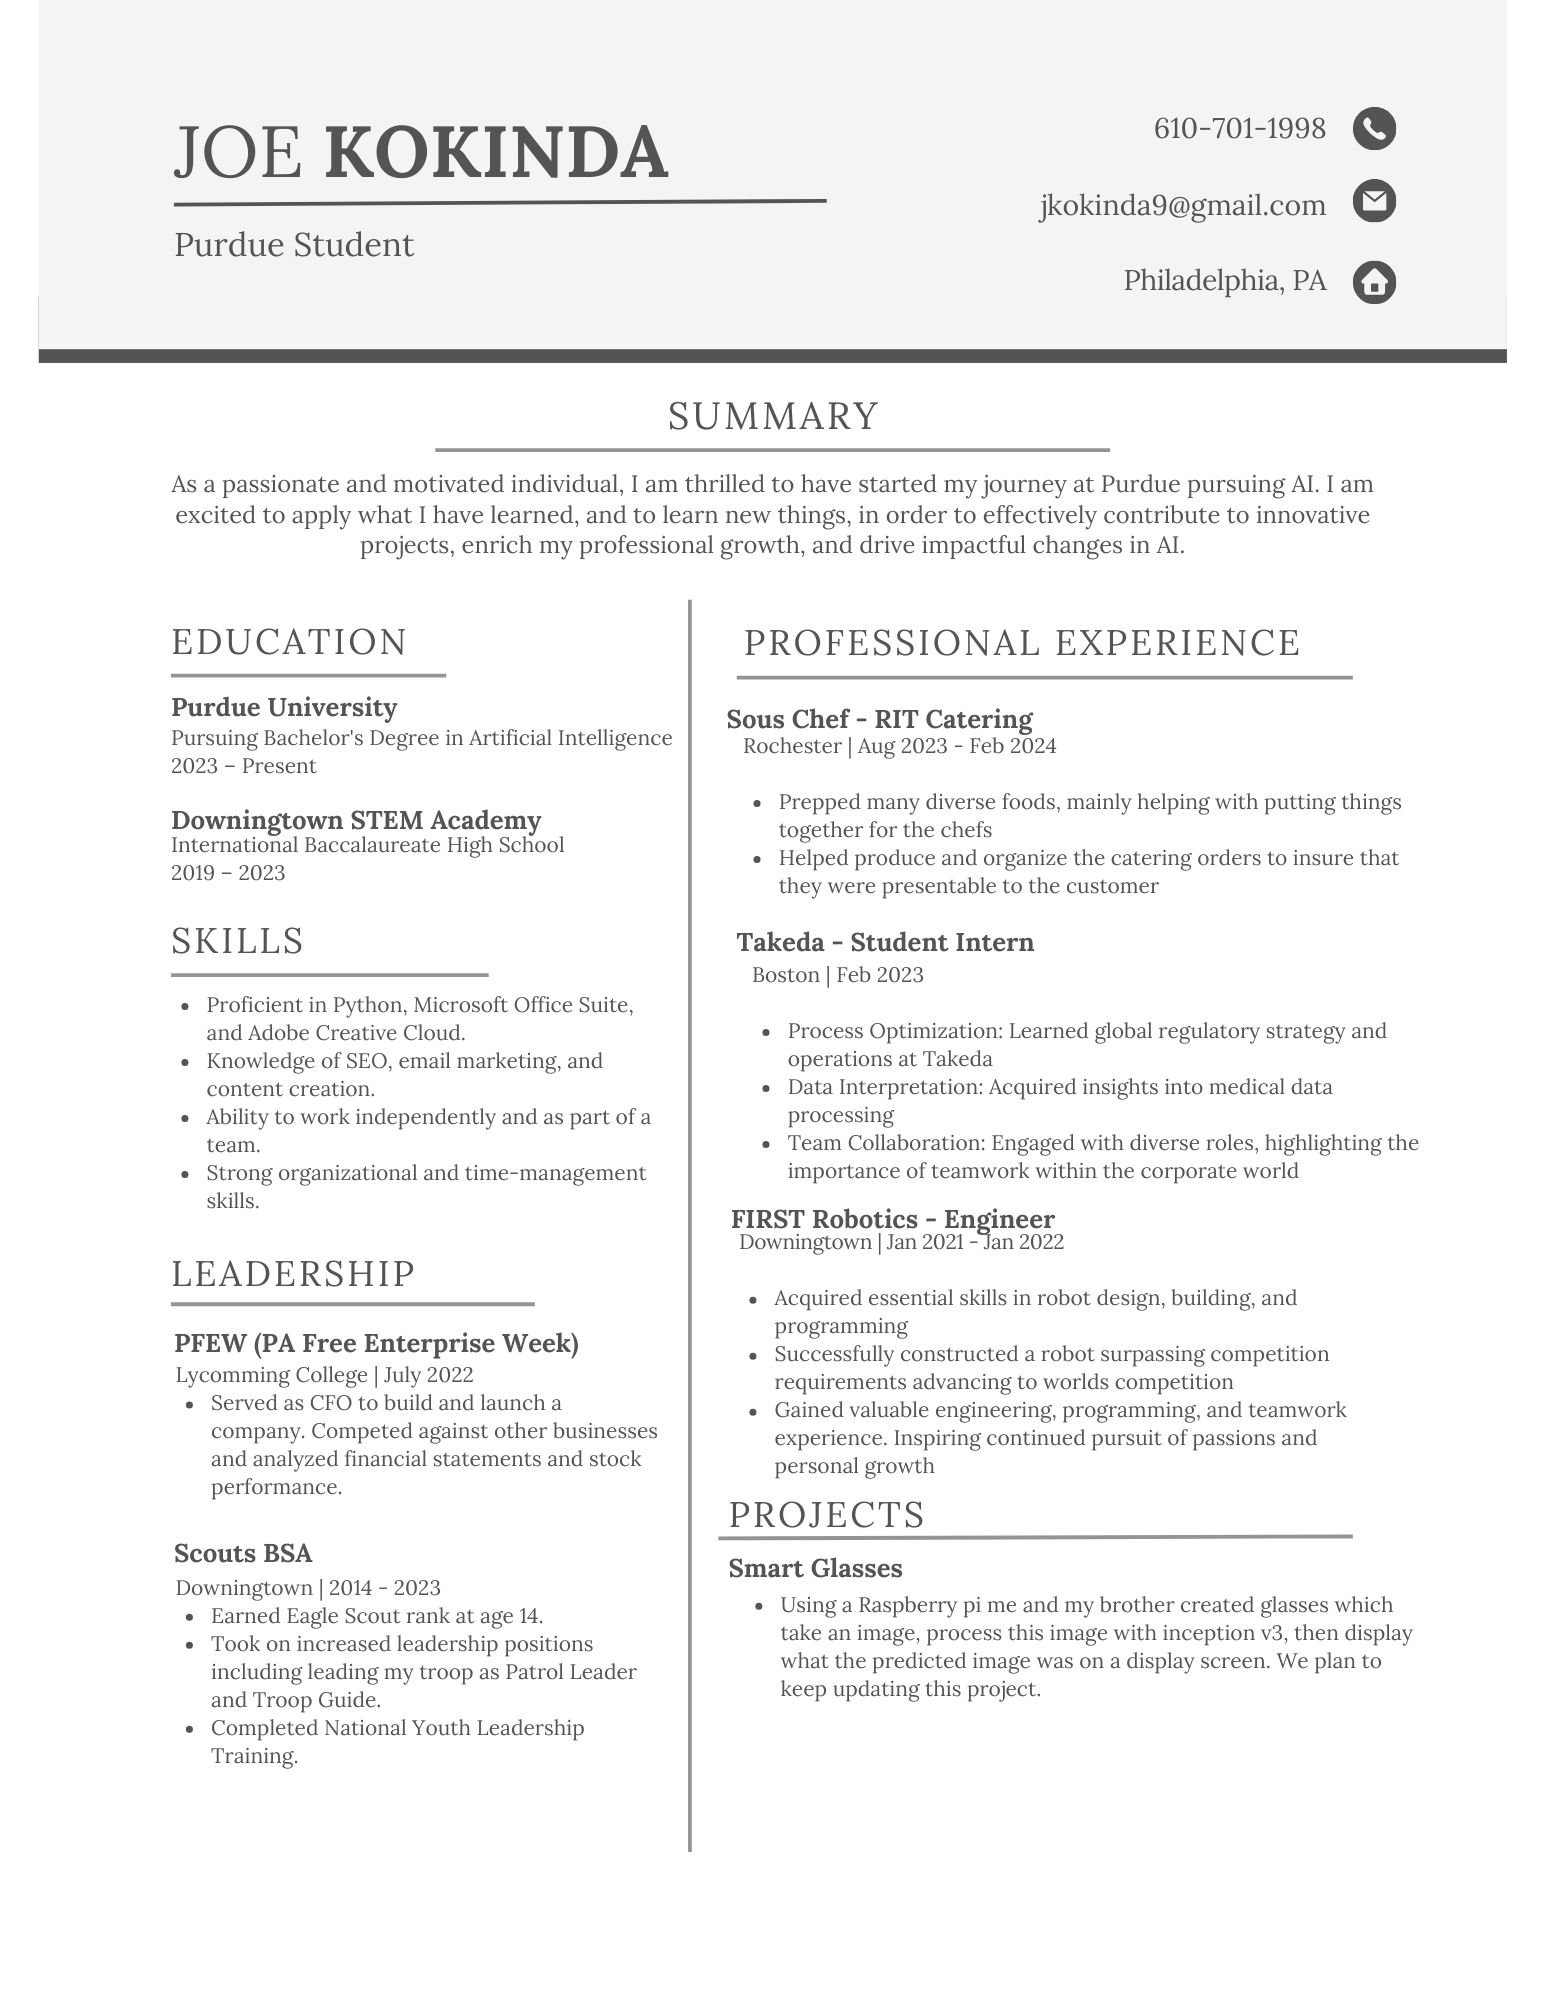 JOE KOKINDA
Purdue Student
610-701-1998
jkokinda9@gmail.com
Philadelphia, PA
SUMMARY
As a passionate and motivated individual, I am thrilled to have started my journey at Purdue pursuing AI. I am
excited to apply what I have learned, and to learn new things, in order to effectively contribute to innovative
projects, enrich my professional growth, and drive impactful changes in AI.
EDUCATION
Purdue University
Pursuing Bachelor's Degree in Artificial Intelligence
2023 – Present
Downingtown STEM Academy
International Baccalaureate High School
2019 – 2023
SKILLS
• Proficient in Python, Microsoft Office Suite,
and Adobe Creative Cloud.
• Knowledge of SEO, email marketing, and
content creation.
• Ability to work independently and as part of a
team.
• Strong organizational and time-management
skills.
LEADERSHIP
PFEW (PA Free Enterprise Week)
Lycomming College | July 2022
• Served as CFO to build and launch a
company. Competed against other businesses
and analyzed financial statements and stock
performance.
Scouts BSA
Downingtown | 2014 - 2023
• Earned Eagle Scout rank at age 14.
• Took on increased leadership positions
including leading my troop as Patrol Leader
and Troop Guide.
• Completed National Youth Leadership
Training.
PROFESSIONAL EXPERIENCE
Sous Chef - RIT Catering
Rochester | Aug 2023 - Feb 2024
• Prepped many diverse foods, mainly helping with putting things
together for the chefs
• Helped produce and organize the catering orders to insure that
they were presentable to the customer
Takeda - Student Intern
Boston | Feb 2023
• Process Optimization: Learned global regulatory strategy and
operations at Takeda
• Data Interpretation: Acquired insights into medical data
processing
• Team Collaboration: Engaged with diverse roles, highlighting the
importance of teamwork within the corporate world
FIRST Robotics - Engineer
Downingtown | Jan 2021 - Jan 2022
• Acquired essential skills in robot design, building, and
programming
• Successfully constructed a robot surpassing competition
requirements advancing to worlds competition
• Gained valuable engineering, programming, and teamwork
experience. Inspiring continued pursuit of passions and
personal growth
PROJECTS
Smart Glasses
• Using a Raspberry pi me and my brother created glasses which
take an image, process this image with inception v3, then display
what the predicted image was on a display screen. We plan to
keep updating this project.